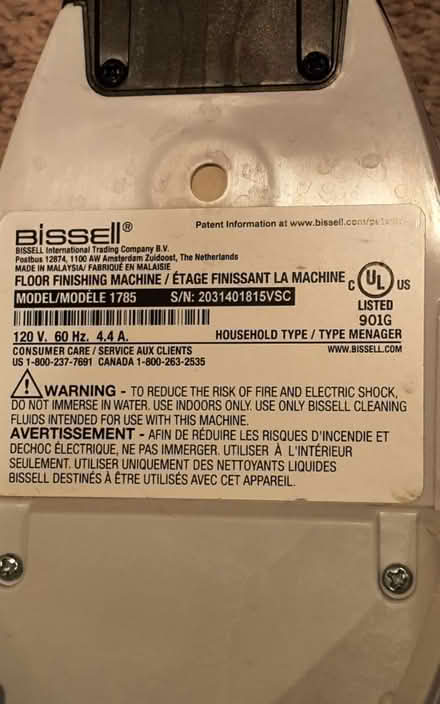 BISSELL®
Patent Information at www.bissell.com/patents
BISSELL International Trading Company B.V.
Postbus 12874, 1100 AW Amsterdam Zuidoost, The Netherlands
MADE IN MALAYSIA/ FABRIQUÉ EN MALAISIE
FLOOR FINISHING MACHINE / ÉTAGE FINISSANT LA MACHINE
MODEL/MODÈLE 1785 S/N: 2031401815VSC
C UL US
LISTED
901G
120 V. 60 Hz. 4.4 A. HOUSEHOLD TYPE / TYPE MENAGER
CONSUMER CARE / SERVICE AUX CLIENTS WWW.BISSELL.COM
US 1-800-237-7691 CANADA 1-800-263-2535
WARNING - TO REDUCE THE RISK OF FIRE AND ELECTRIC SHOCK,
DO NOT IMMERSE IN WATER. USE INDOORS ONLY. USE ONLY BISSELL CLEANING
FLUIDS INTENDED FOR USE WITH THIS MACHINE.
AVERTISSEMENT - AFIN DE RÉDUIRE LES RISQUES D'INCENDIE ET
DECHOC ÉLECTRIQUE, NE PAS IMMERGER. UTILISER À L'INTÉRIEUR
SEULEMENT. UTILISER UNIQUEMENT DES NETTOYANTS LIQUIDES
BISSELL DESTINÉS À ÊTRE UTILISÉS AVEC CET APPAREIL.